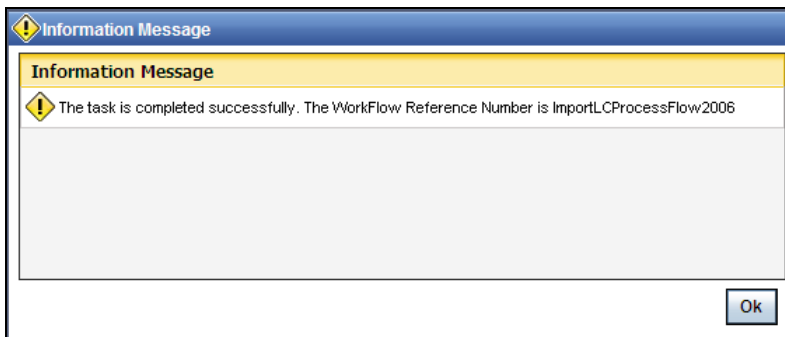 Information Message
Information Message
The task is completed successfully. The WorkFlow Reference Number is ImportLCProcessFlow2006
Ok